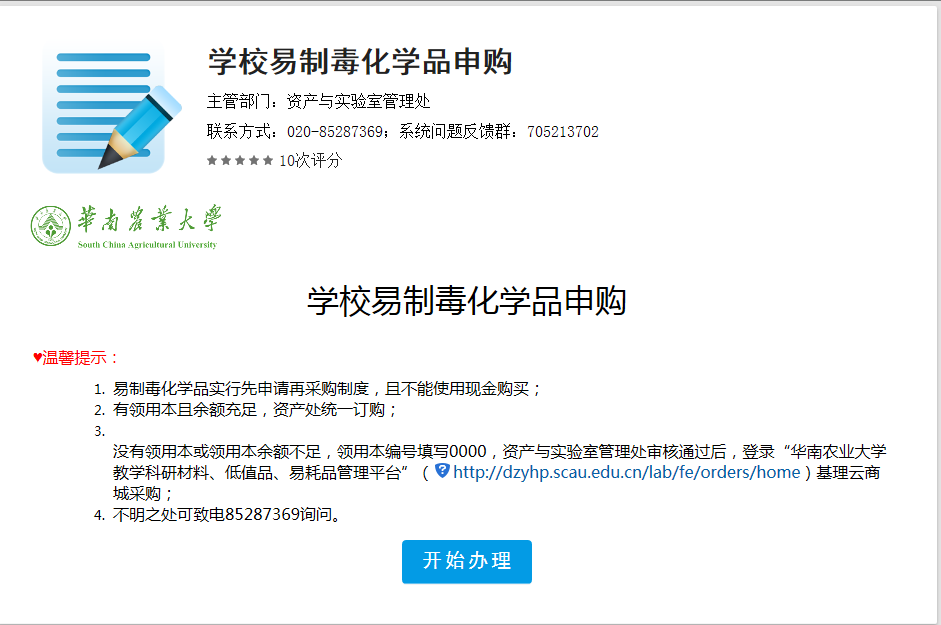 学校易制毒化学品申购
主管部门：资产与实验室管理处
联系方式：020-85287369；系统问题反馈群：705213702
★★★★★ 10次评分
華南農業大學
South China Agricultural University
学校易制毒化学品申购
♥温馨提示：
1. 易制毒化学品实行先申请再采购制度，且不能使用现金购买；
2. 有领用本且余额充足，资产处统一订购；
3.
没有领用本或领用本余额不足，领用本编号填写0000，资产与实验室管理处审核通过后，登录“华南农业大学
教学科研材料、低值品、易耗品管理平台”（ http://dzyhp.scau.edu.cn/lab/fe/orders/home ）基理云商
城采购；
4. 不明之处可致电85287369询问。
开始办理